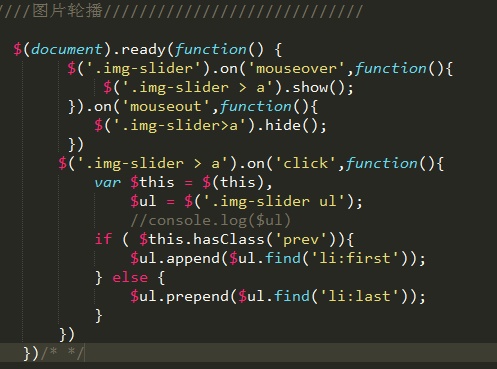 ////图片轮播/////////////////////////////
$(document).ready(function() {
$('.img-slider').on('mouseover',function(){
$('.img-slider > a').show();
}).on('mouseout',function(){
$('.img-slider>a').hide();
})
$('.img-slider > a').on('click',function(){
var $this = $(this),
$ul = $('.img-slider ul');
//console.log($ul)
if ( $this.hasClass('prev')){
$ul.append($ul.find('li:first'));
} else {
$ul.prepend($ul.find('li:last'));
}
})
})/* */